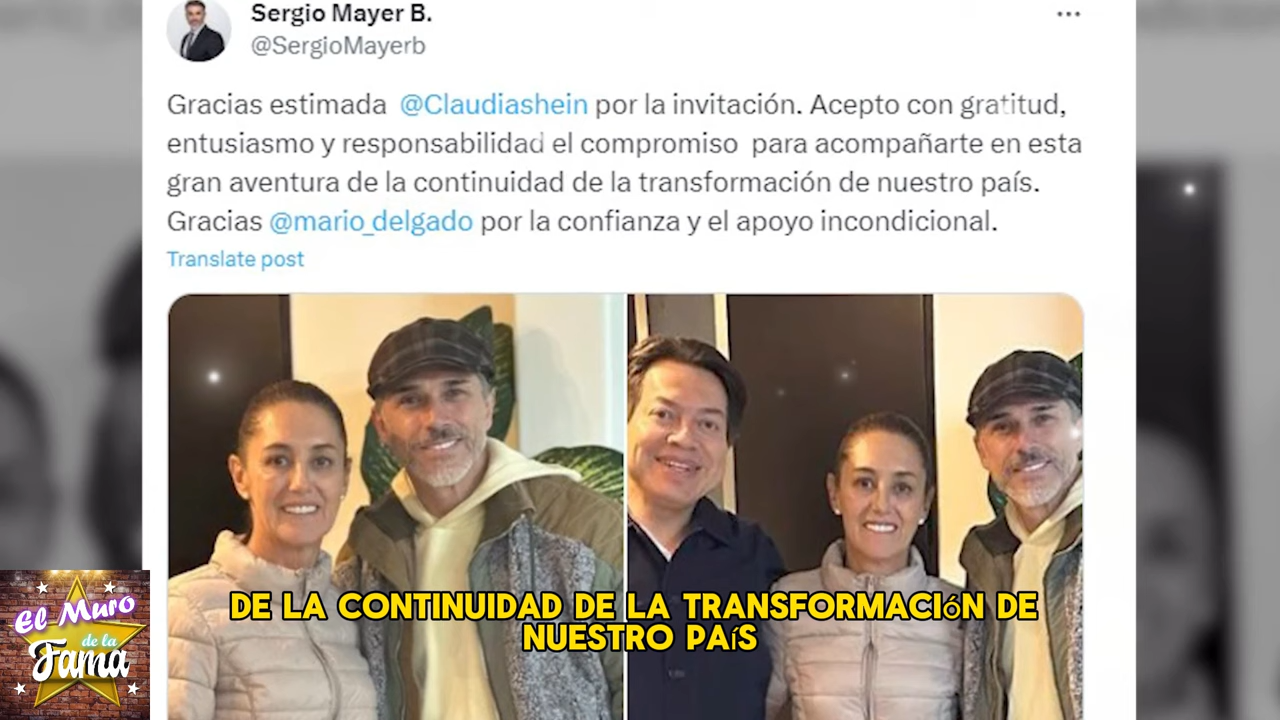 Sergio Mayer B.
@SergioMayerb
Gracias estimada @Claudiashein por la invitación. Acepto con gratitud,
entusiasmo y responsabilidad el compromiso para acompañarte en esta
gran aventura de la continuidad de la transformación de nuestro país.
Gracias @mario_delgado por la confianza y el apoyo incondicional.
Translate post
DE LA CONTINUIDAD DE LA TRANSFORMACIóN DE
NUESTRO PAíS
El Muro
de la
Fama